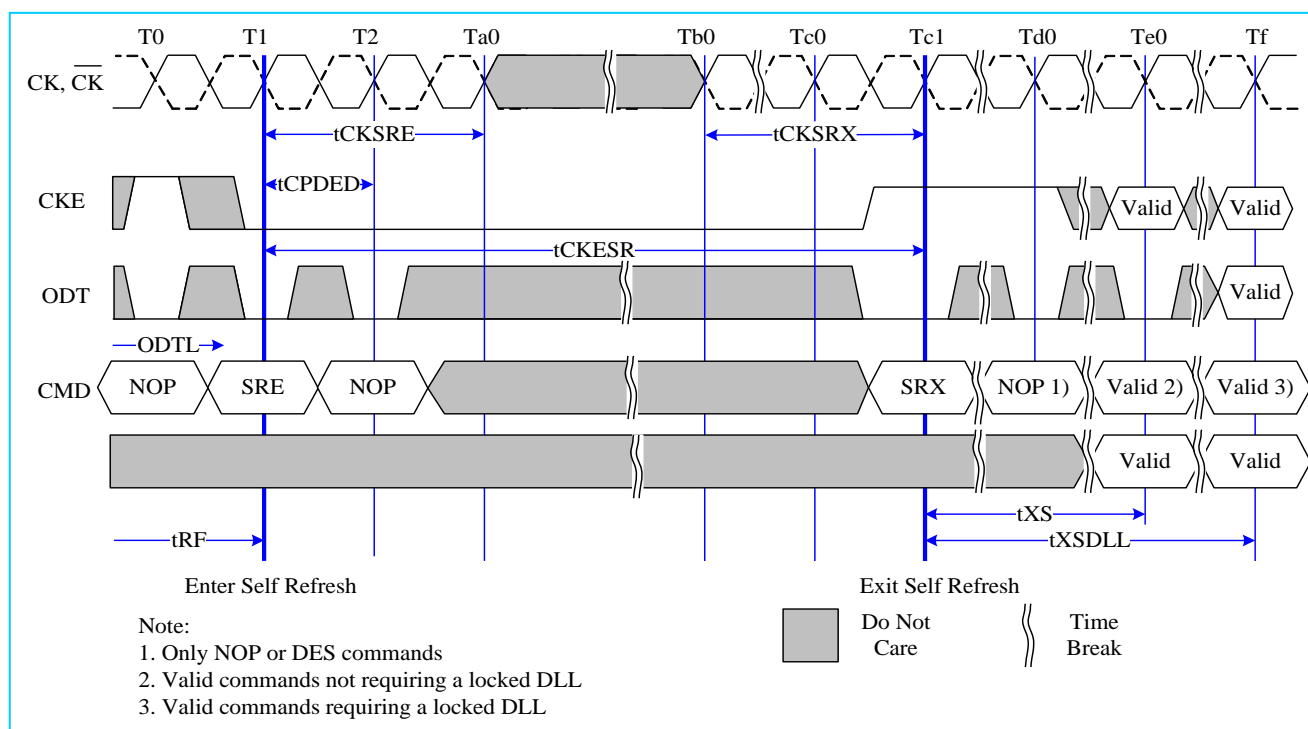 T0 T1 T2 Ta0 Tb0 Tc0 Tc1 Td0 Te0 Tf
CK, CK
tCKSRE tCKSRX
tCPDED
CKE Valid Valid
tCKESR
ODT Valid
ODTL
CMD NOP SRE NOP SRX NOP 1) Valid 2) Valid 3)
Valid Valid
tXS
tRF tXSDLL
Enter Self Refresh Exit Self Refresh
Do Not Care
Time Break
Note:
1. Only NOP or DES commands
2. Valid commands not requiring a locked DLL
3. Valid commands requiring a locked DLL